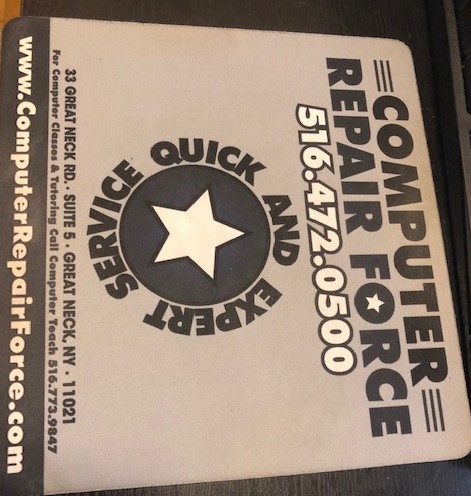 COMPUTER
REPAIR FORCE
516.472.0500
QUICK AND EXPERT SERVICE
33 GREAT NECK RD. • SUITE 5 • GREAT NECK, NY • 11021
For Computer Classes & Tutoring Call Computer Teach 516.773.9847
www.ComputerRepairForce.com